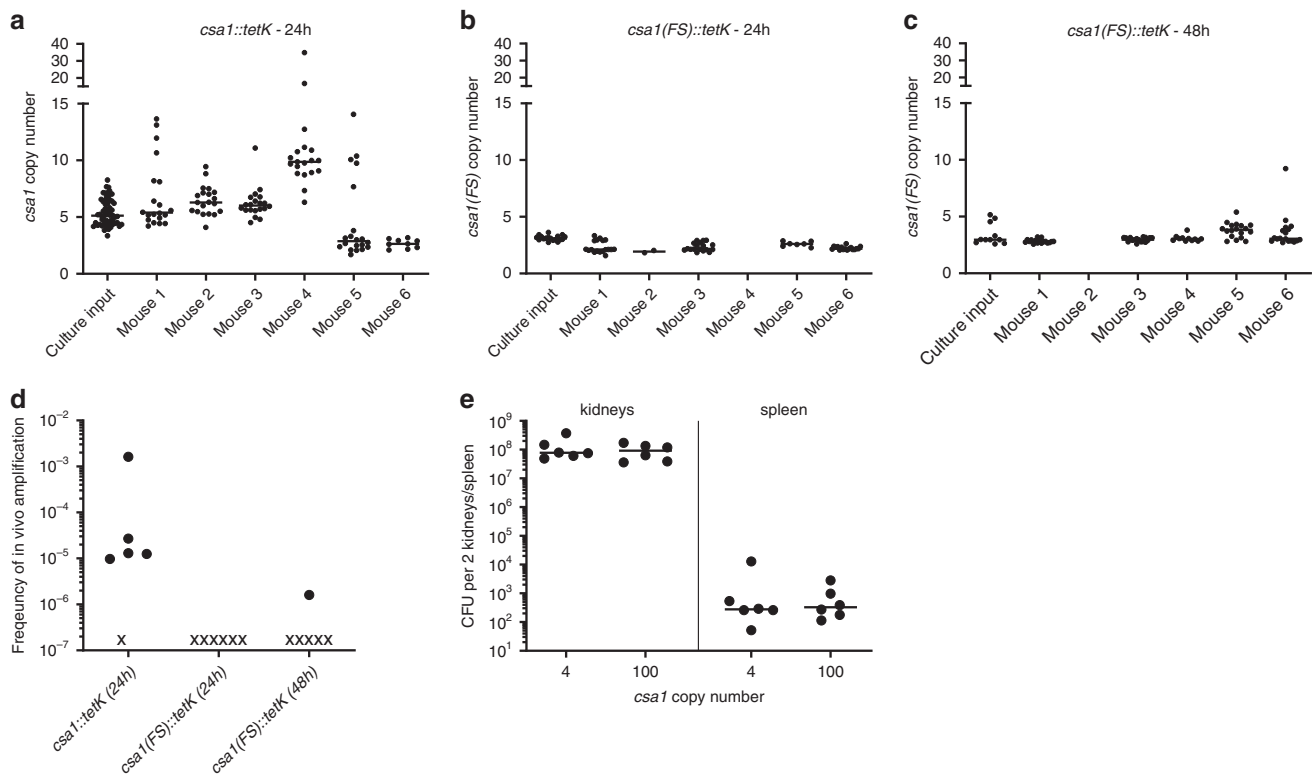 a
csa1::tetK - 24h
csa1 copy number
40
30
20
15
10
5
0
Culture input
Mouse 1
Mouse 2
Mouse 3
Mouse 4
Mouse 5
Mouse 6
b
csa1(FS)::tetK - 24h
csa1(FS) copy number
40
30
20
15
10
5
0
Culture input
Mouse 1
Mouse 2
Mouse 3
Mouse 4
Mouse 5
Mouse 6
c
csa1(FS)::tetK - 48h
csa1(FS) copy number
40
30
20
15
10
5
0
Culture input
Mouse 1
Mouse 2
Mouse 3
Mouse 4
Mouse 5
Mouse 6
d
Freqeuncy of in vivo amplification
10⁻²
10⁻³
10⁻⁴
10⁻⁵
10⁻⁶
10⁻⁷
X
XXXXXX
XXXXX
csa1::tetK (24h)
csa1(FS)::tetK (24h)
csa1(FS)::tetK (48h)
e
kidneys spleen
CFU per 2 kidneys/spleen
10⁹
10⁸
10⁷
10⁶
10⁵
10⁴
10³
10²
10¹
4 100 4 100
csa1 copy number